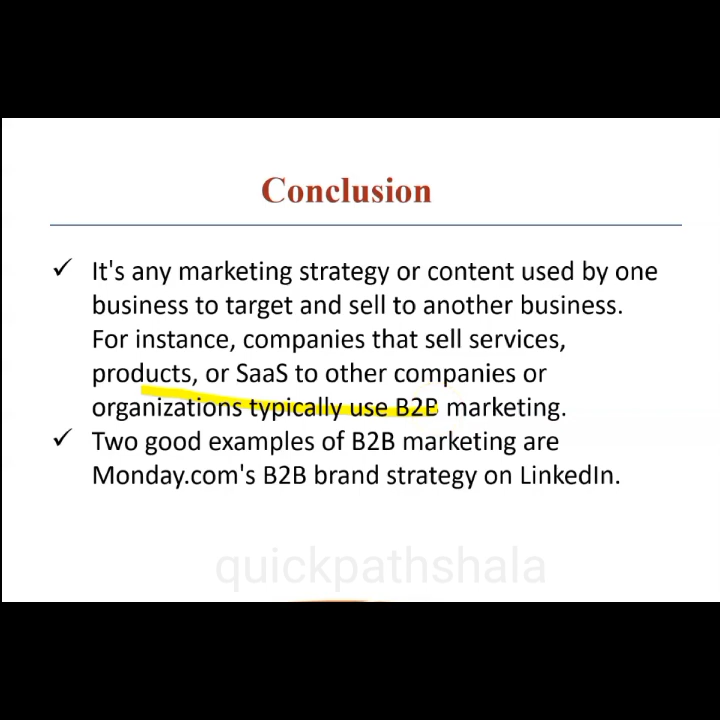 Conclusion
✓ It's any marketing strategy or content used by one
business to target and sell to another business.
For instance, companies that sell services,
products, or SaaS to other companies or
organizations typically use B2B marketing.
✓ Two good examples of B2B marketing are
Monday.com's B2B brand strategy on LinkedIn.
quickpathshala